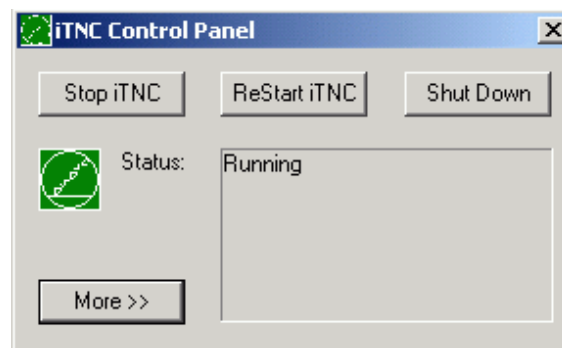 iTNC Control Panel
Stop iTNC ReStart iTNC Shut Down
Status: Running
More >>